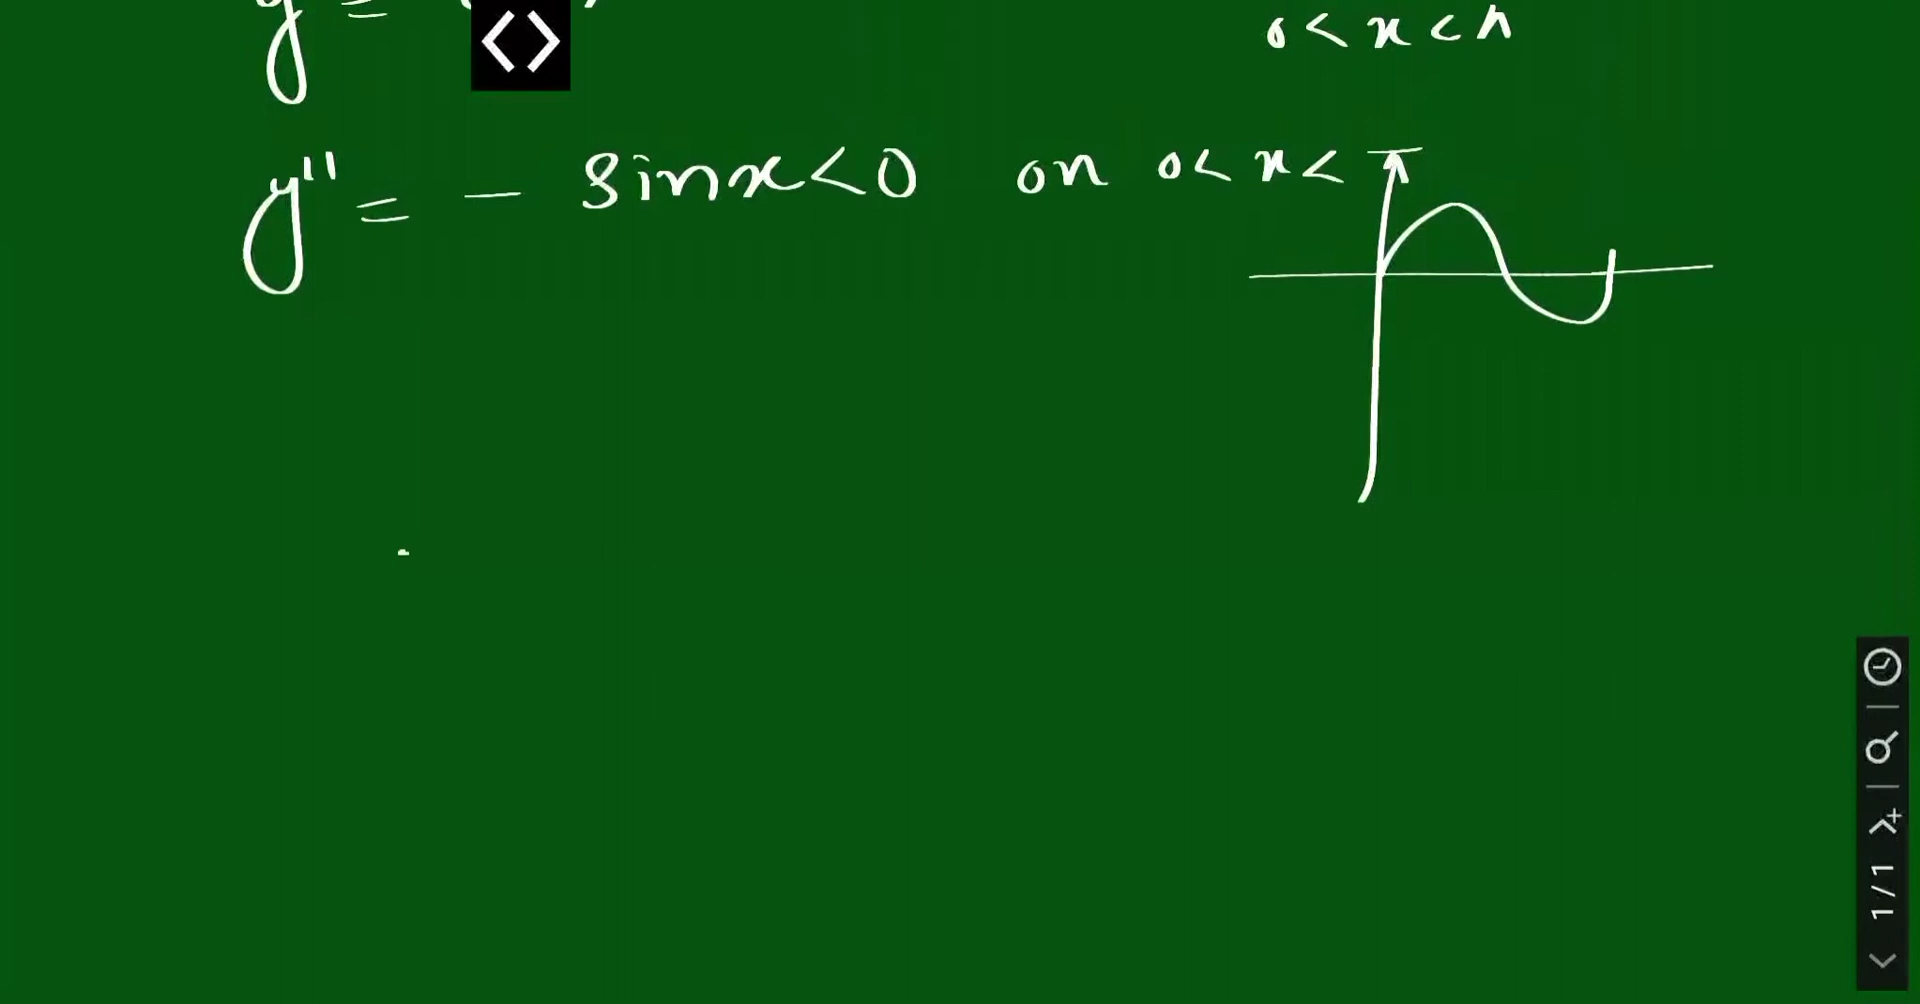 y =
0 < x < π
y'' = - sinx < 0 on 0 < x < π
1/1